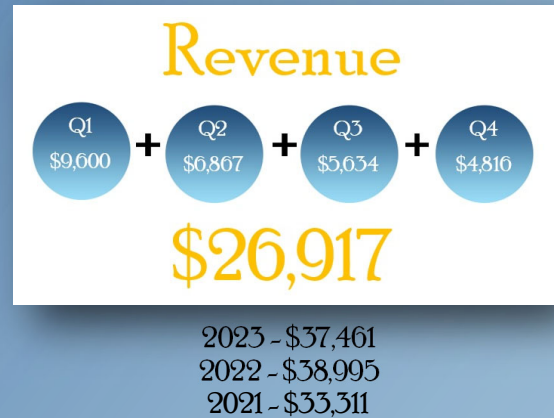 Revenue
Q1 + Q2 + Q3 + Q4
$9,600 $6,867 $5,634 $4,816
$26,917
2023 ~ $37,461
2022 ~ $38,995
2021 ~ $33,311